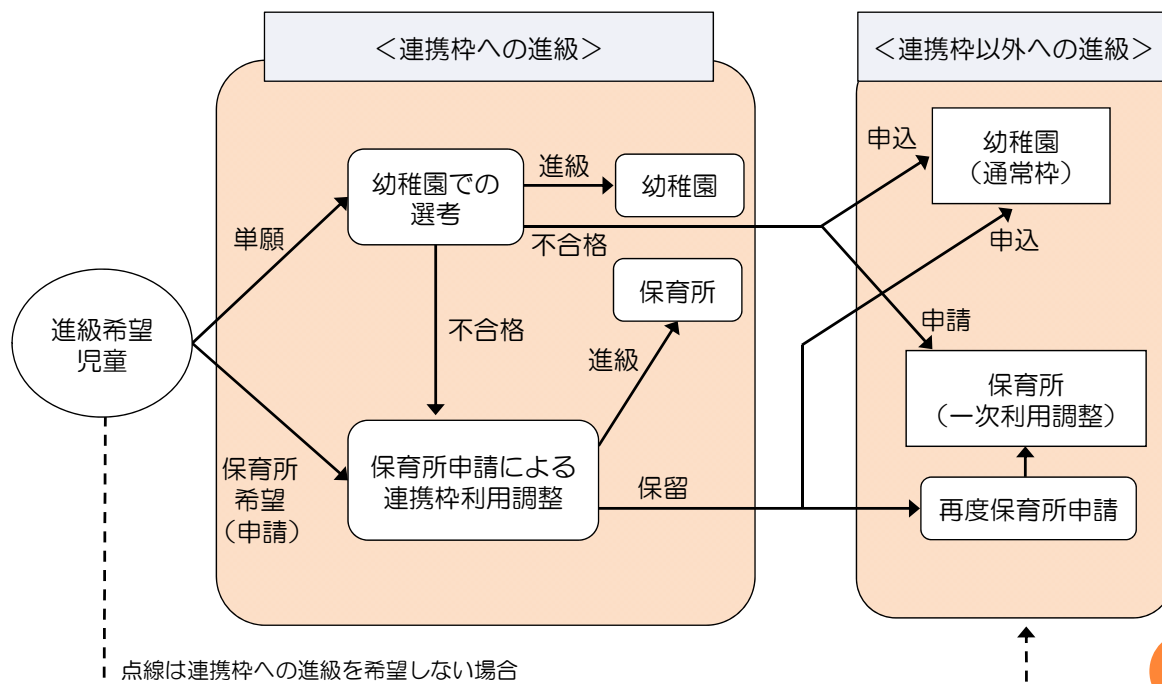 ＜連携枠への進級＞
＜連携枠以外への進級＞
進級希望
児童
単願
保育所
希望
（申請）
幼稚園での
選考
進級
幼稚園
不合格
不合格
保育所
進級
保育所申請による
連携枠利用調整
保留
申込
幼稚園
（通常枠）
申込
申請
保育所
（一次利用調整）
再度保育所申請
点線は連携枠への進級を希望しない場合